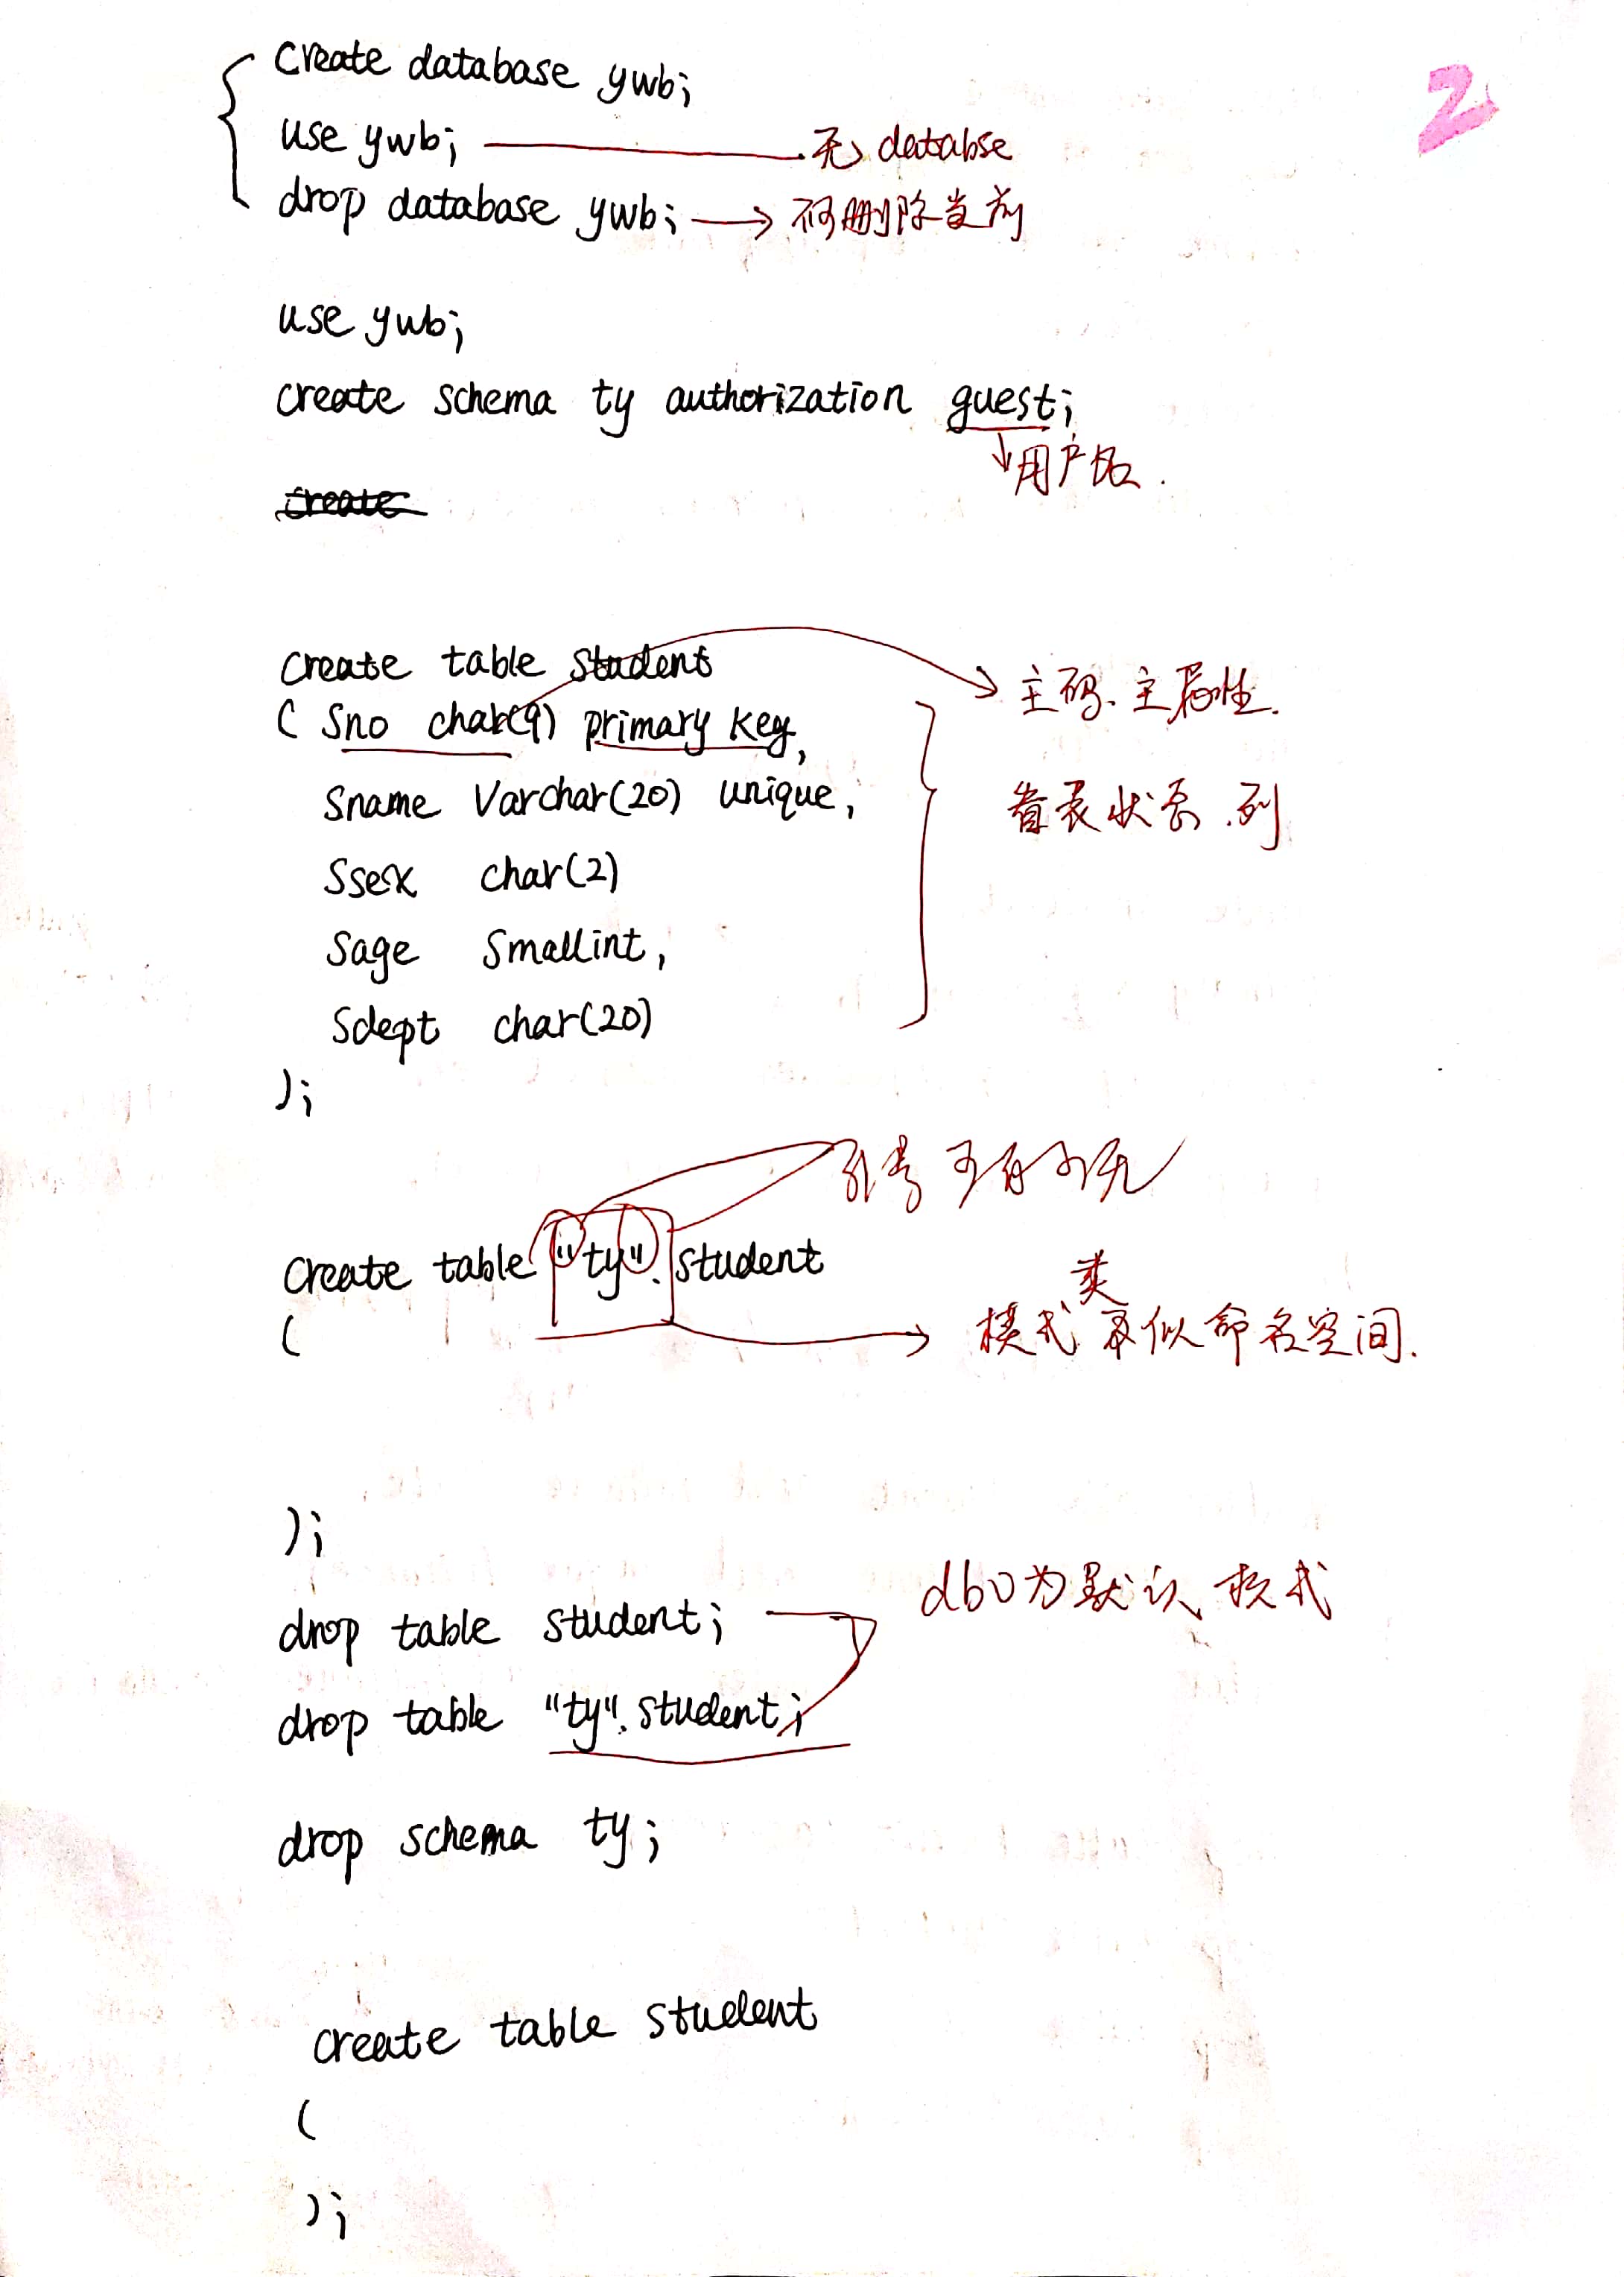 2
create database ywb;
use ywb; 无 databse
drop database ywb; → 不可删除当前
use ywb;
create schema ty authorization guest;
用户名.
create
create table student
主码.主属性.
( Sno char(9) primary key,
Sname Varchar(20) unique,
看表状态.列
Ssex char(2)
Sage Smallint,
Sdept char(20)
);
引号可有可无
create table "ty".student
类
( 模式 似命名空间.
);
dbo为默认模式
drop table student;
drop table "ty".student;
drop schema ty;
create table student
(
);